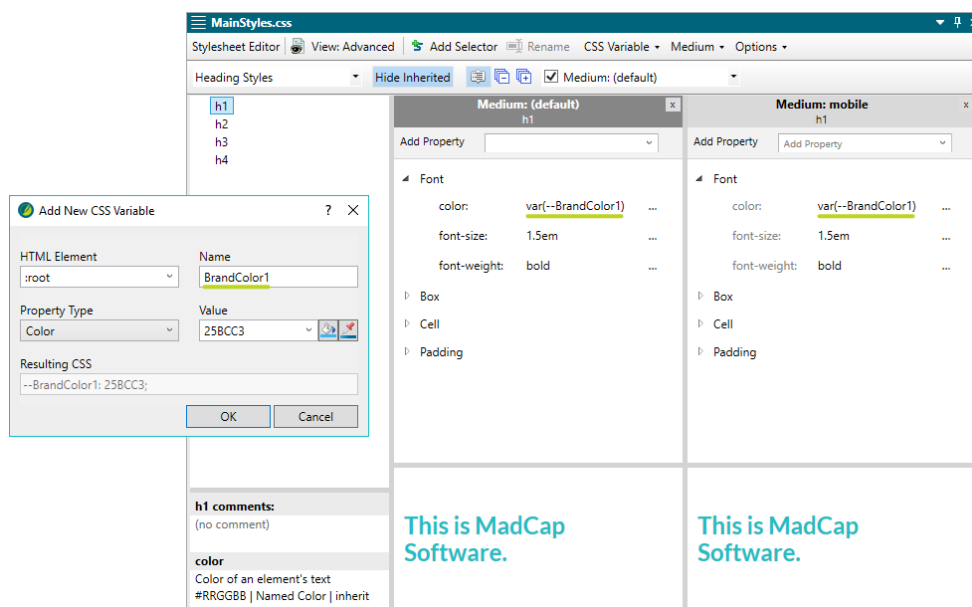 MainStyles.css
Stylesheet Editor View: Advanced Add Selector Rename CSS Variable Medium Options
Heading Styles Hide Inherited Medium: (default)
h1
h2
h3
h4
Medium: (default) x
h1
Add Property
Font
color: var(--BrandColor1) ...
font-size: 1.5em ...
font-weight: bold ...
Box
Cell
Padding
Medium: mobile x
h1
Add Property Add Property
Font
color: var(--BrandColor1) ...
font-size: 1.5em ...
font-weight: bold ...
Box
Cell
Padding
Add New CSS Variable ? X
HTML Element Name
:root BrandColor1
Property Type Value
Color 25BCC3
Resulting CSS
--BrandColor1: 25BCC3;
OK Cancel
h1 comments:
(no comment)
color
Color of an element's text
#RRGGBB | Named Color | inherit
This is MadCap
Software.
This is MadCap
Software.